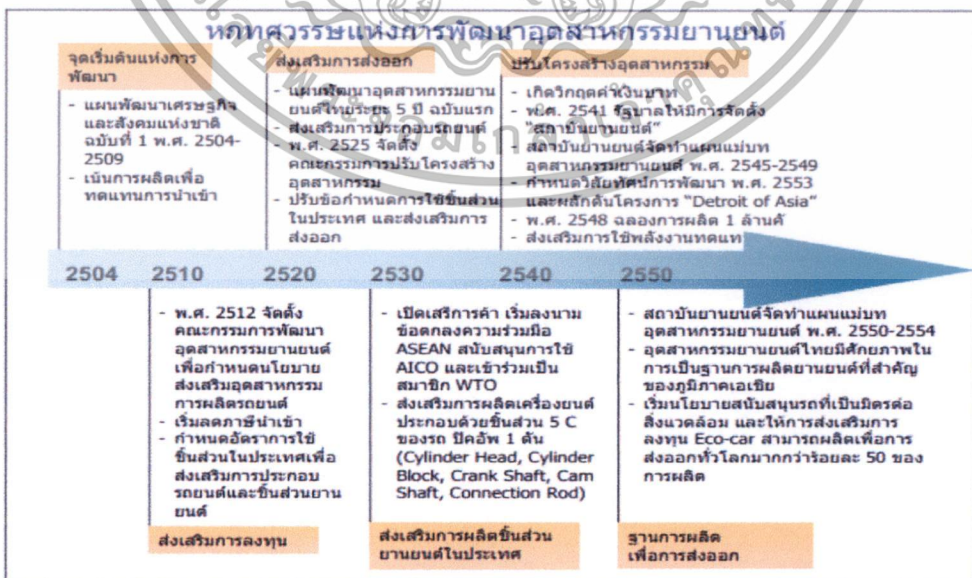 หกทศวรรษแห่งการพัฒนาอุตสาหกรรมยานยนต์
จุดเริ่มต้นแห่งการ
พัฒนา
- แผนพัฒนาเศรษฐกิจ
และสังคมแห่งชาติ
ฉบับที่ 1 พ.ศ. 2504-
2509
- เน้นการผลิตเพื่อ
ทดแทนการนำเข้า
ส่งเสริมการส่งออก
- แผนพัฒนาอุตสาหกรรมยาน
ยนต์ไทยระยะ 5 ปี ฉบับแรก
- ส่งเสริมการประกอบรถยนต์
- พ.ศ. 2525 จัดตั้ง
คณะกรรมการปรับโครงสร้าง
อุตสาหกรรม
- ปรับข้อกำหนดการใช้ชิ้นส่วน
ในประเทศ และส่งเสริมการ
ส่งออก
ปรับโครงสร้างอุตสาหกรรม
- เกิดวิกฤตค่าเงินบาท
- พ.ศ. 2541 รัฐบาลให้มีการจัดตั้ง
"สถาบันยานยนต์"
- สถาบันยานยนต์จัดทำแผนแม่บท
อุตสาหกรรมยานยนต์ พ.ศ. 2545-2549
- กำหนดวิสัยทัศน์การพัฒนา พ.ศ. 2553
และผลักดันโครงการ "Detroit of Asia"
- พ.ศ. 2548 ฉลองการผลิต 1 ล้านคั
- ส่งเสริมการใช้พลังงานทดแท
2504 2510 2520 2530 2540 2550
- พ.ศ. 2512 จัดตั้ง
คณะกรรมการพัฒนา
อุตสาหกรรมยานยนต์
เพื่อกำหนดนโยบาย
ส่งเสริมอุตสาหกรรม
การผลิตรถยนต์
- เริ่มลดภาษีนำเข้า
- กำหนดอัตราการใช้
ชิ้นส่วนในประเทศเพื่อ
ส่งเสริมการประกอบ
รถยนต์และชิ้นส่วนยาน
ยนต์
ส่งเสริมการลงทุน
- เปิดเสรีการค้า เริ่มลงนาม
ข้อตกลงความร่วมมือ
ASEAN สนับสนุนการใช้
AICO และเข้าร่วมเป็น
สมาชิก WTO
- ส่งเสริมการผลิตเครื่องยนต์
ประกอบด้วยชิ้นส่วน 5 C
ของรถ ปิคอัพ 1 ตัน
(Cylinder Head, Cylinder
Block, Crank Shaft, Cam
Shaft, Connection Rod)
ส่งเสริมการผลิตชิ้นส่วน
ยานยนต์ในประเทศ
- สถาบันยานยนต์จัดทำแผนแม่บท
อุตสาหกรรมยานยนต์ พ.ศ. 2550-2554
- อุตสาหกรรมยานยนต์ไทยมีศักยภาพใน
การเป็นฐานการผลิตยานยนต์ที่สำคัญ
ของภูมิภาคเอเชีย
- เริ่มนโยบายสนับสนุนรถที่เป็นมิตรต่อ
สิ่งแวดล้อม และให้การส่งเสริมการ
ลงทุน Eco-car สามารถผลิตเพื่อการ
ส่งออกทั่วโลกมากกว่าร้อยละ 50 ของ
การผลิต
ฐานการผลิต
เพื่อการส่งออก